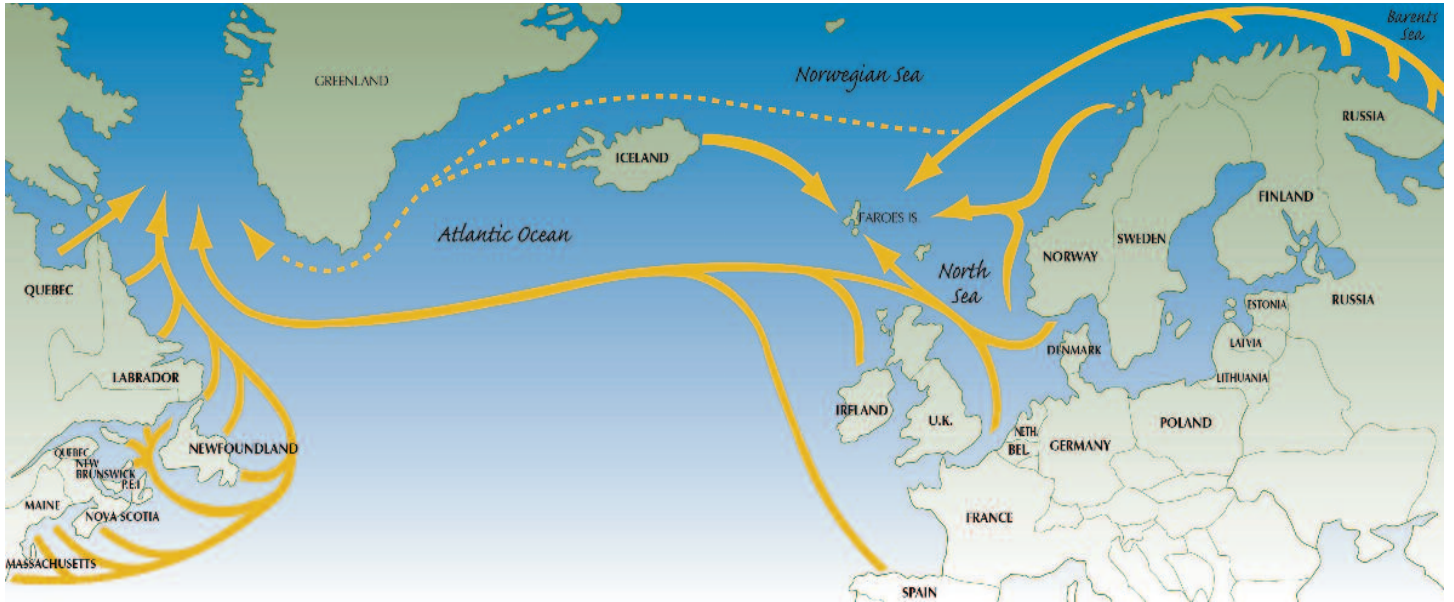 Barents
Sea
Norwegian Sea
GREENLAND
RUSSIA
ICELAND
FINLAND
FAROES IS.
Atlantic Ocean
SWEDEN
NORWAY
North
Sea
QUEBEC
RUSSIA
ESTONIA
LATVIA
DENMARK
LITHUANIA
LABRADOR
IRELAND
U.K.
POLAND
NETH.
BEL.
GERMANY
NEWFOUNDLAND
QUEBEC
NEW
BRUNSWICK
P.E.I
MAINE
NOVA SCOTIA
FRANCE
MASSACHUSETTS
SPAIN